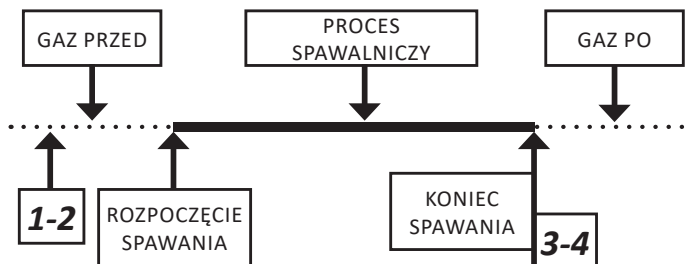 GAZ PRZED
PROCES
SPAWALNICZY
GAZ PO
1-2
ROZPOCZĘCIE
SPAWANIA
KONIEC
SPAWANIA
3-4